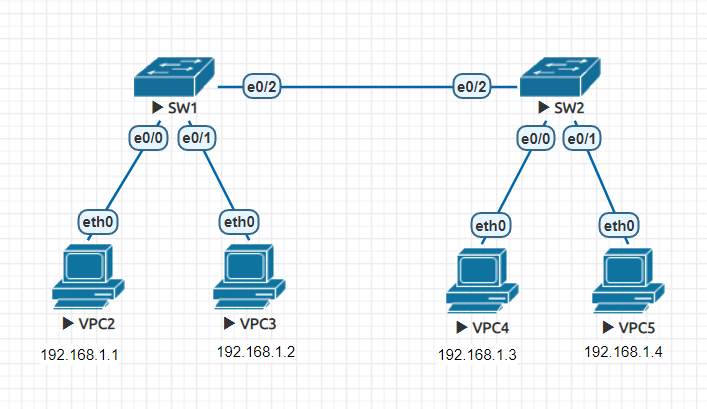 e0/2
e0/2
SW1
SW2
e0/0
e0/1
e0/0
e0/1
eth0
eth0
eth0
eth0
VPC2
VPC3
VPC4
VPC5
192.168.1.1
192.168.1.2
192.168.1.3
192.168.1.4